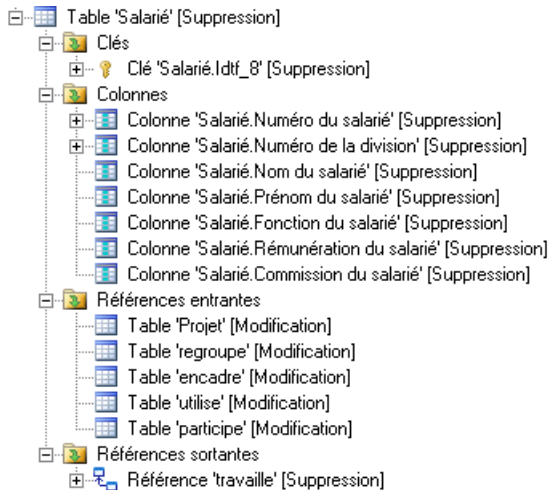 Table 'Salarié' [Suppression]
Clés
Clé 'Salarié.Idtf_8' [Suppression]
Colonnes
Colonne 'Salarié.Numéro du salarié' [Suppression]
Colonne 'Salarié.Numéro de la division' [Suppression]
Colonne 'Salarié.Nom du salarié' [Suppression]
Colonne 'Salarié.Prénom du salarié' [Suppression]
Colonne 'Salarié.Fonction du salarié' [Suppression]
Colonne 'Salarié.Rémunération du salarié' [Suppression]
Colonne 'Salarié.Commission du salarié' [Suppression]
Références entrantes
Table 'Projet' [Modification]
Table 'regroupe' [Modification]
Table 'encadre' [Modification]
Table 'utilise' [Modification]
Table 'participe' [Modification]
Références sortantes
Référence 'travaille' [Suppression]